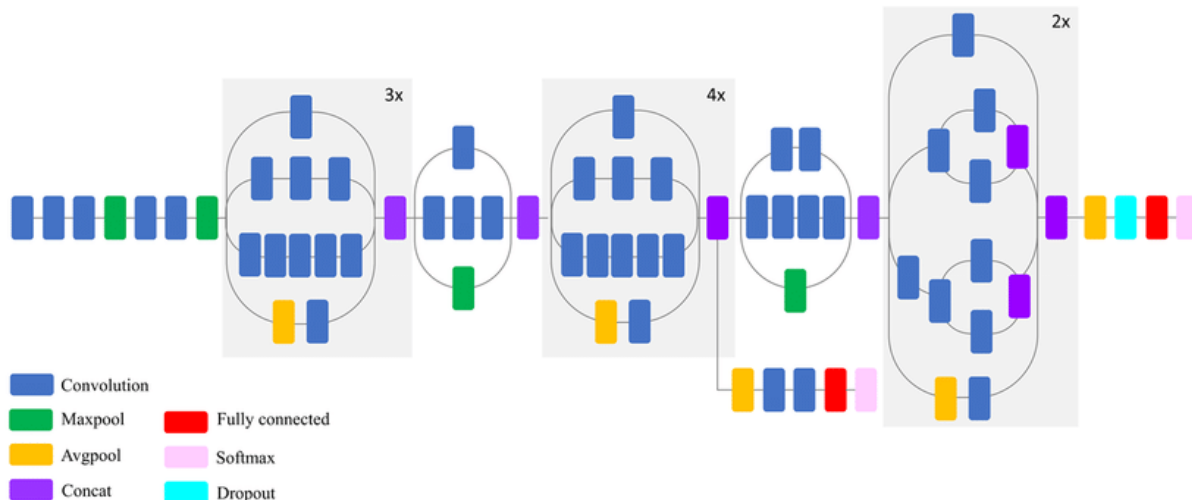 3x
4x
2x
Convolution
Maxpool
Fully connected
Avgpool
Softmax
Concat
Dropout